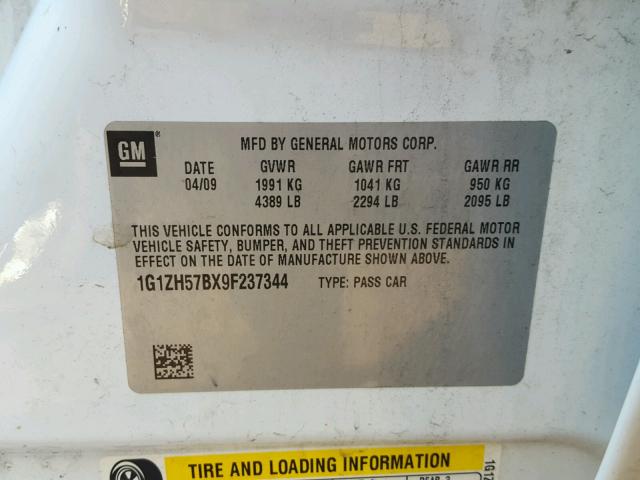 GM
MFD BY GENERAL MOTORS CORP.
DATE GVWR GAWR FRT GAWR RR
04/09 1991 KG 1041 KG 950 KG
4389 LB 2294 LB 2095 LB
THIS VEHICLE CONFORMS TO ALL APPLICABLE U.S. FEDERAL MOTOR
VEHICLE SAFETY, BUMPER, AND THEFT PREVENTION STANDARDS IN
EFFECT ON THE DATE OF MANUFACTURE SHOWN ABOVE.
1G1ZH57BX9F237344 TYPE: PASS CAR
TIRE AND LOADING INFORMATION